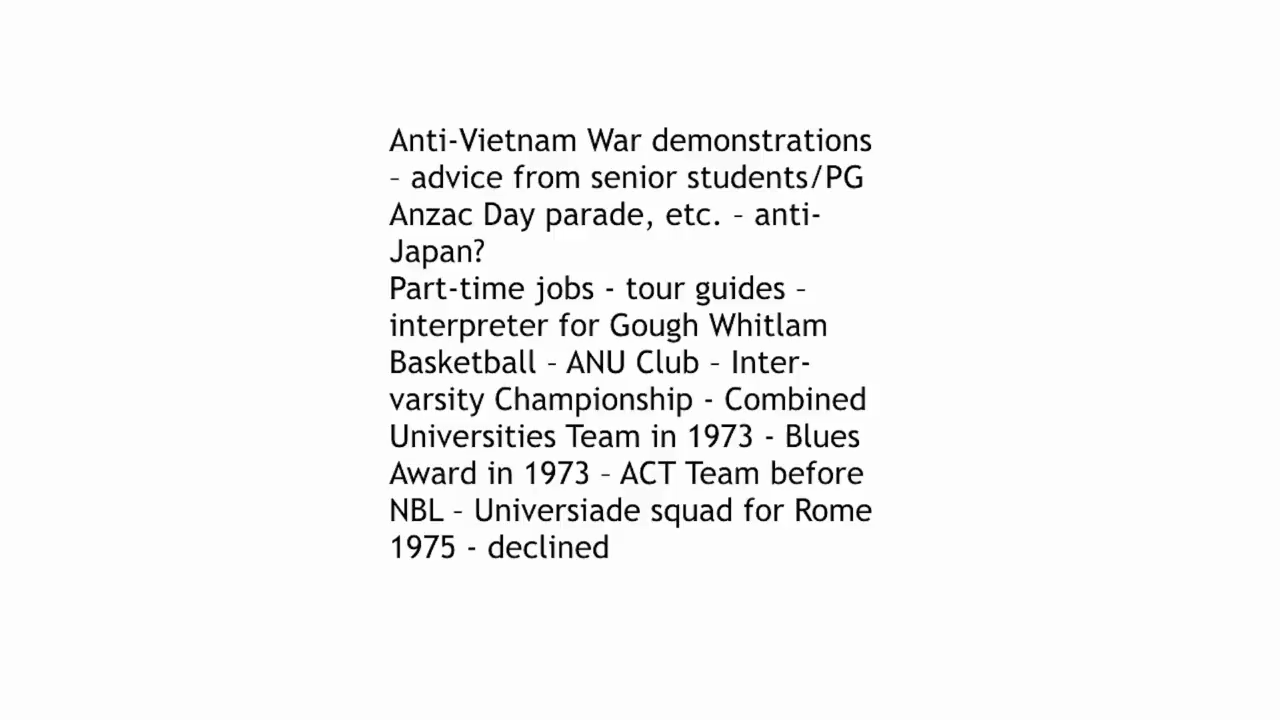 Anti-Vietnam War demonstrations
– advice from senior students/PG
Anzac Day parade, etc. – anti-
Japan?
Part-time jobs - tour guides –
interpreter for Gough Whitlam
Basketball – ANU Club – Inter-
varsity Championship - Combined
Universities Team in 1973 - Blues
Award in 1973 – ACT Team before
NBL – Universiade squad for Rome
1975 - declined